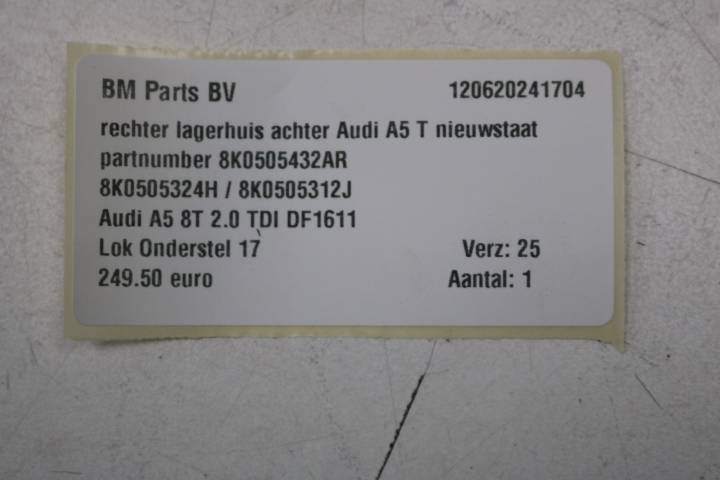 BM Parts BV 120620241704
rechter lagerhuis achter Audi A5 T nieuwstaat
partnumber 8K0505432AR
8K0505324H / 8K0505312J
Audi A5 8T 2.0 TDI DF1611
Lok Onderstel 17 Verz: 25
249.50 euro Aantal: 1